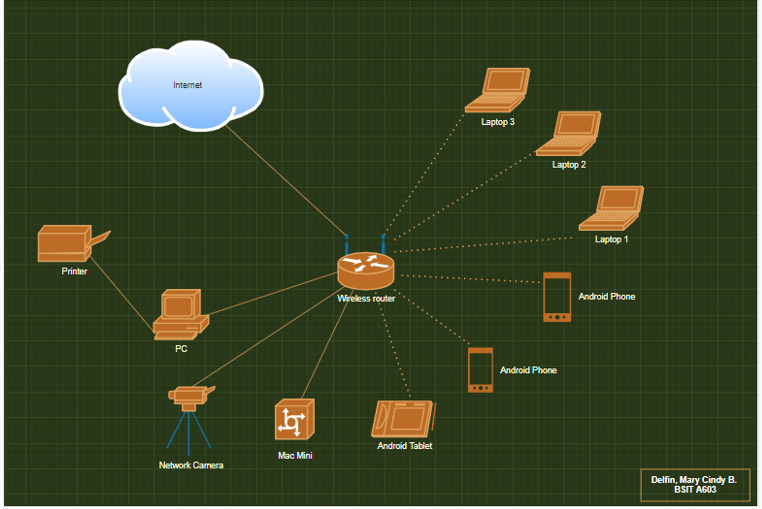 Internet
Laptop 3
Laptop 2
Laptop 1
Printer
Wireless router
Android Phone
PC
Android Phone
Android Tablet
Mac Mini
Network Camera
Delfin, Mary Cindy B.
BSIT A603